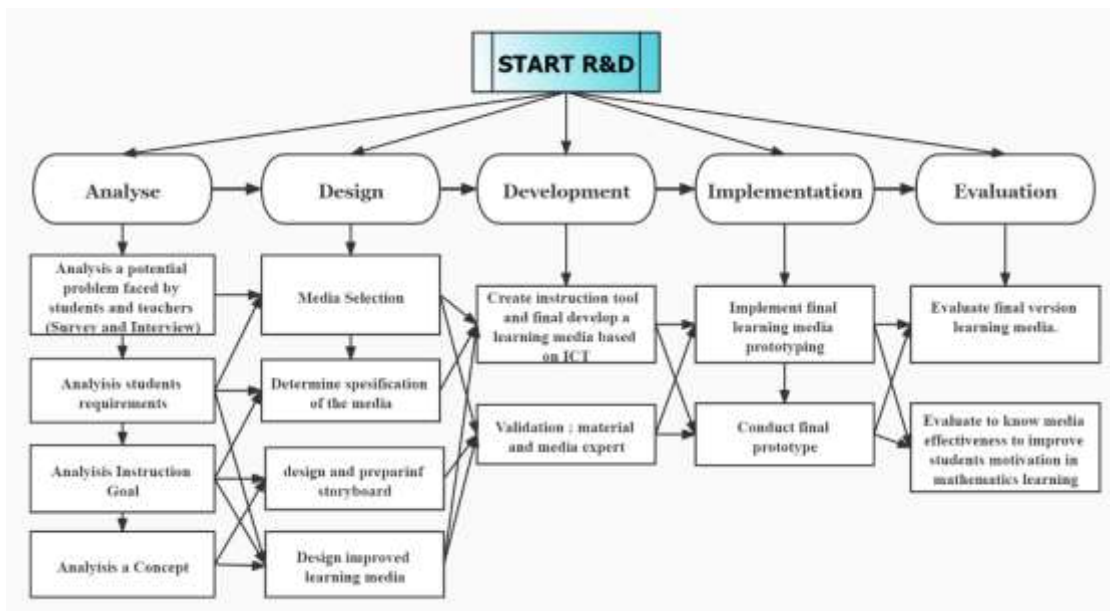 START R&D
Analyse
Design
Development
Implementation
Evaluation
Analysis a potential
problem faced by
students and teachers
(Survey and Interview)
Analyisis students
requirements
Analyisis Instruction
Goal
Analyisis a Concept
Media Selection
Determine spesification
of the media
design and preparinf
storyboard
Design improved
learning media
Create instruction tool
and final develop a
learning media based
on ICT
Validation : material
and media expert
Implement final
learning media
prototyping
Conduct final
prototype
Evaluate final version
learning media.
Evaluate to know media
effectiveness to improve
students motivation in
mathematics learning